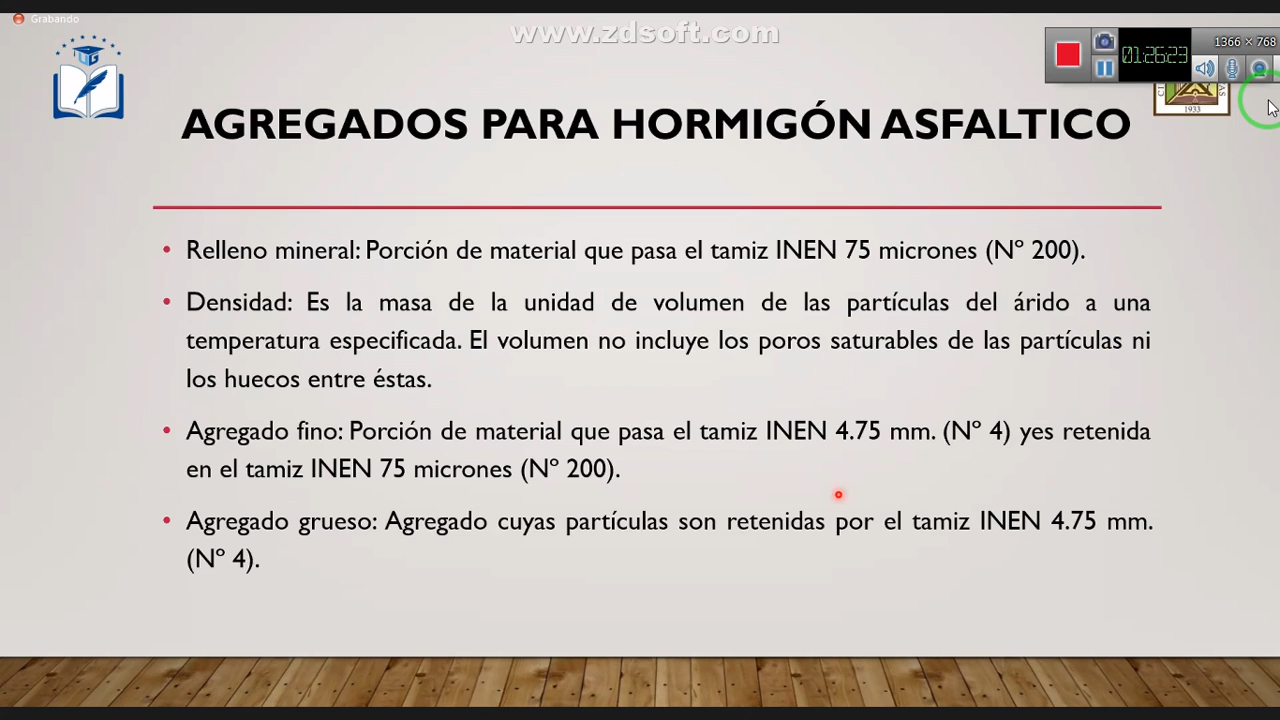 Grabando
www.zdsoft.com
1366 × 768
01:26:23
1933
AGREGADOS PARA HORMIGÓN ASFALTICO
• Relleno mineral: Porción de material que pasa el tamiz INEN 75 micrones (Nº 200).
• Densidad: Es la masa de la unidad de volumen de las partículas del árido a una
temperatura especificada. El volumen no incluye los poros saturables de las partículas ni
los huecos entre éstas.
• Agregado fino: Porción de material que pasa el tamiz INEN 4.75 mm. (Nº 4) yes retenida
en el tamiz INEN 75 micrones (Nº 200).
• Agregado grueso: Agregado cuyas partículas son retenidas por el tamiz INEN 4.75 mm.
(Nº 4).